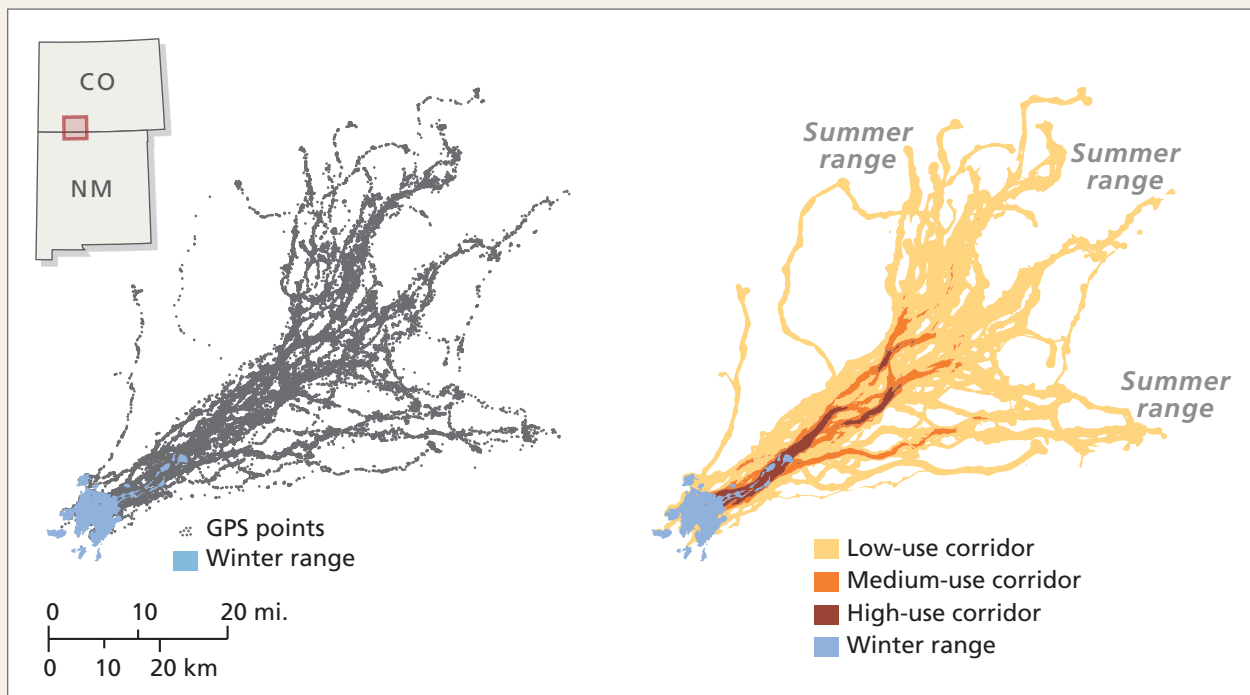 CO
NM
GPS points
Winter range
0 10 20 mi.
0 10 20 km
Summer
range
Summer
range
Summer
range
Low-use corridor
Medium-use corridor
High-use corridor
Winter range